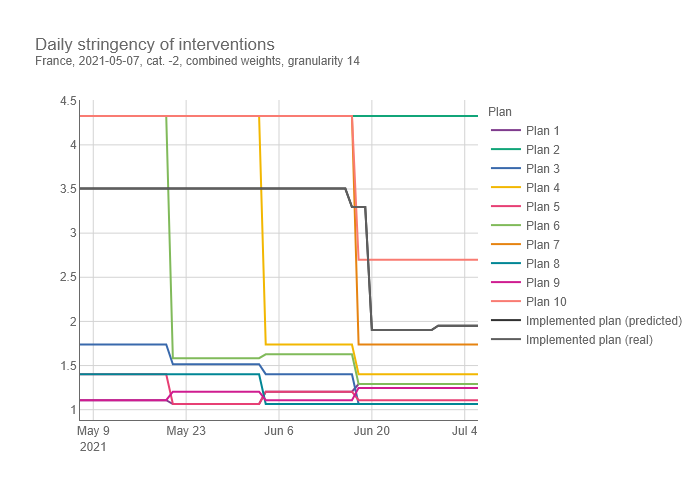 Daily stringency of interventions
France, 2021-05-07, cat. -2, combined weights, granularity 14
4.5
4
3.5
3
2.5
2
1.5
1
May 9
2021
May 23
Jun 6
Jun 20
Jul 4
Plan
Plan 1
Plan 2
Plan 3
Plan 4
Plan 5
Plan 6
Plan 7
Plan 8
Plan 9
Plan 10
Implemented plan (predicted)
Implemented plan (real)